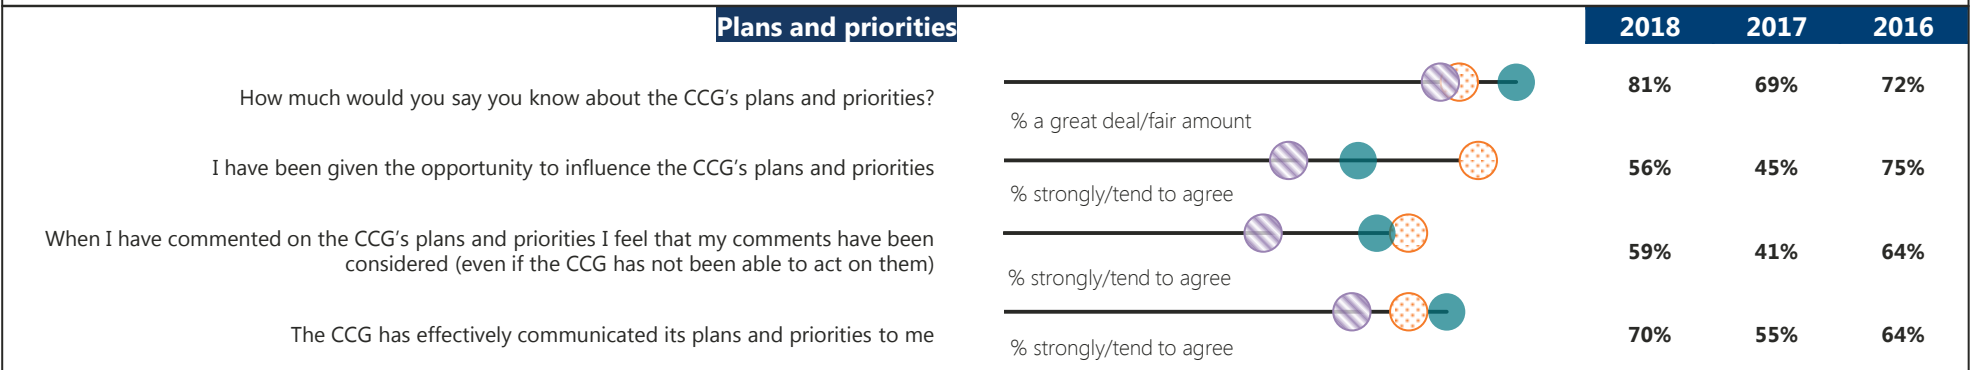 Plans and priorities 2018 2017 2016
How much would you say you know about the CCG’s plans and priorities? 81% 69% 72%
% a great deal/fair amount
I have been given the opportunity to influence the CCG’s plans and priorities 56% 45% 75%
% strongly/tend to agree
When I have commented on the CCG’s plans and priorities I feel that my comments have been
considered (even if the CCG has not been able to act on them) 59% 41% 64%
% strongly/tend to agree
The CCG has effectively communicated its plans and priorities to me 70% 55% 64%
% strongly/tend to agree